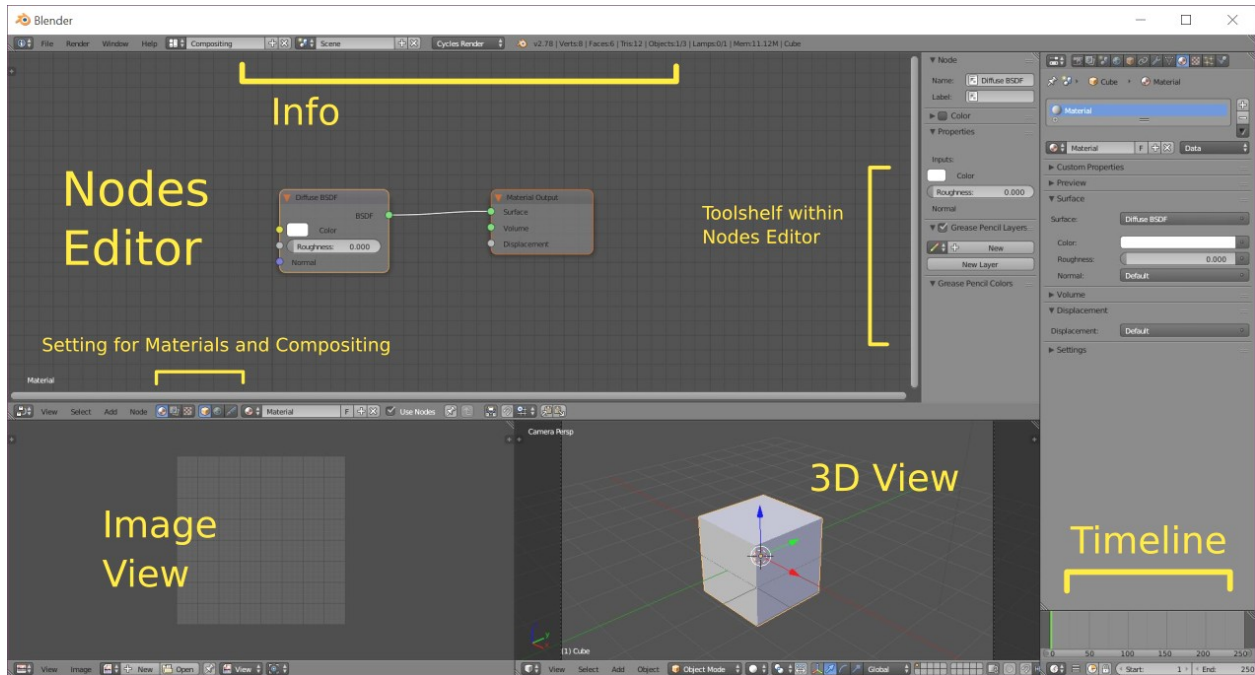 Blender
File Render Window Help Compositing Scene Cycles Render v2.78 | Verts:8 | Faces:6 | Tris:12 | Objects:1/3 | Lamps:0/1 | Mem:11.12M | Cube
Info
Nodes
Editor
Diffuse BSDF
BSDF
Color
Roughness: 0.000
Normal
Material Output
Surface
Volume
Displacement
Setting for Materials and Compositing
Material
Toolshelf within
Nodes Editor
Node
Name: Diffuse BSDF
Label:
Color
Properties
Inputs:
Color
Roughness: 0.000
Normal
Grease Pencil Layers
New
New Layer
Grease Pencil Colors
Cube Material
Material
Material F Data
Custom Properties
Preview
Surface
Surface: Diffuse BSDF
Color:
Roughness: 0.000
Normal: Default
Volume
Displacement
Displacement: Default
Settings
View Select Add Node Material F Use Nodes
Image
View
View Image New Open View
Camera Persp
3D View
(1) Cube
View Select Add Object Object Mode Global
Timeline
0 50 100 150 200 250
Start: 1 End: 250